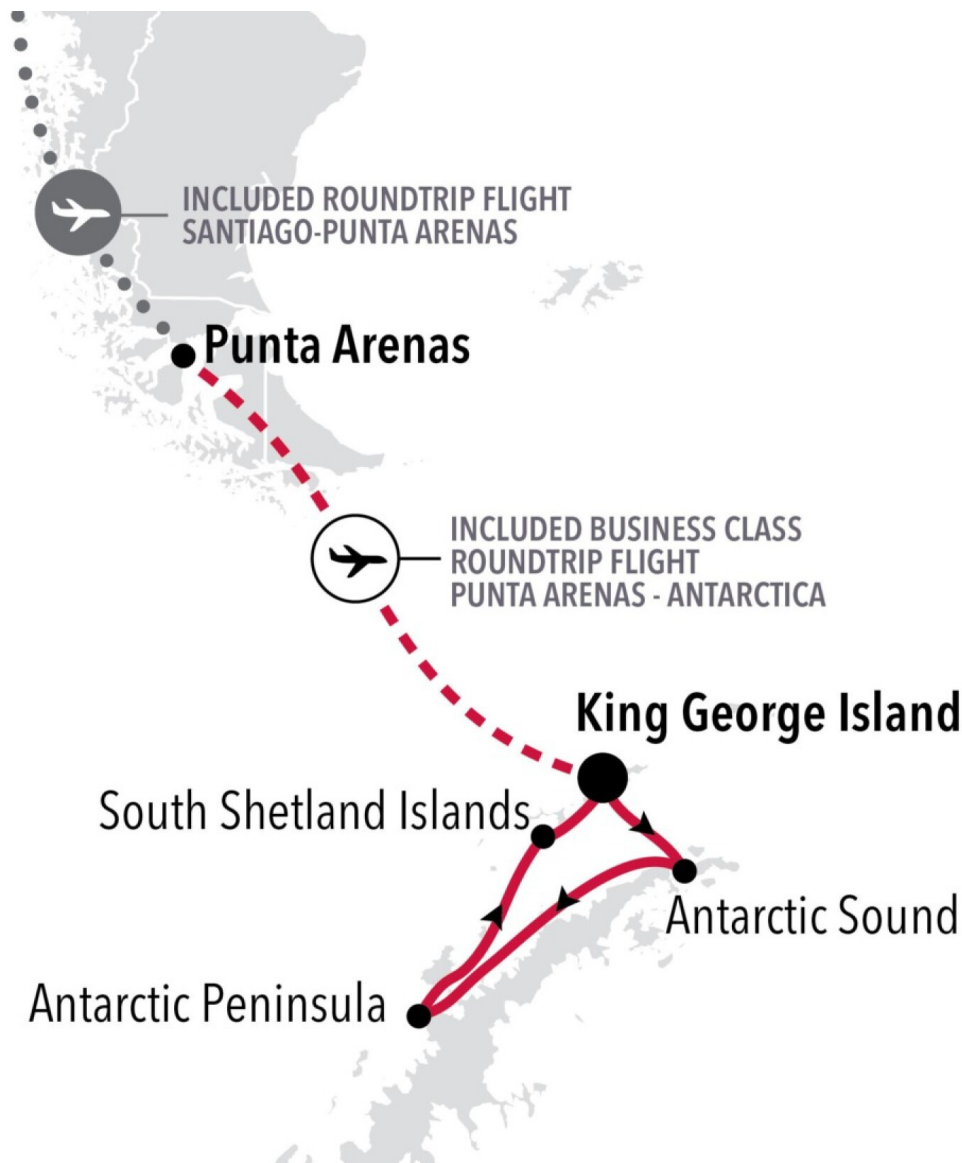 INCLUDED ROUNDTRIP FLIGHT
SANTIAGO-PUNTA ARENAS
Punta Arenas
INCLUDED BUSINESS CLASS
ROUNDTRIP FLIGHT
PUNTA ARENAS - ANTARCTICA
King George Island
South Shetland Islands
Antarctic Sound
Antarctic Peninsula